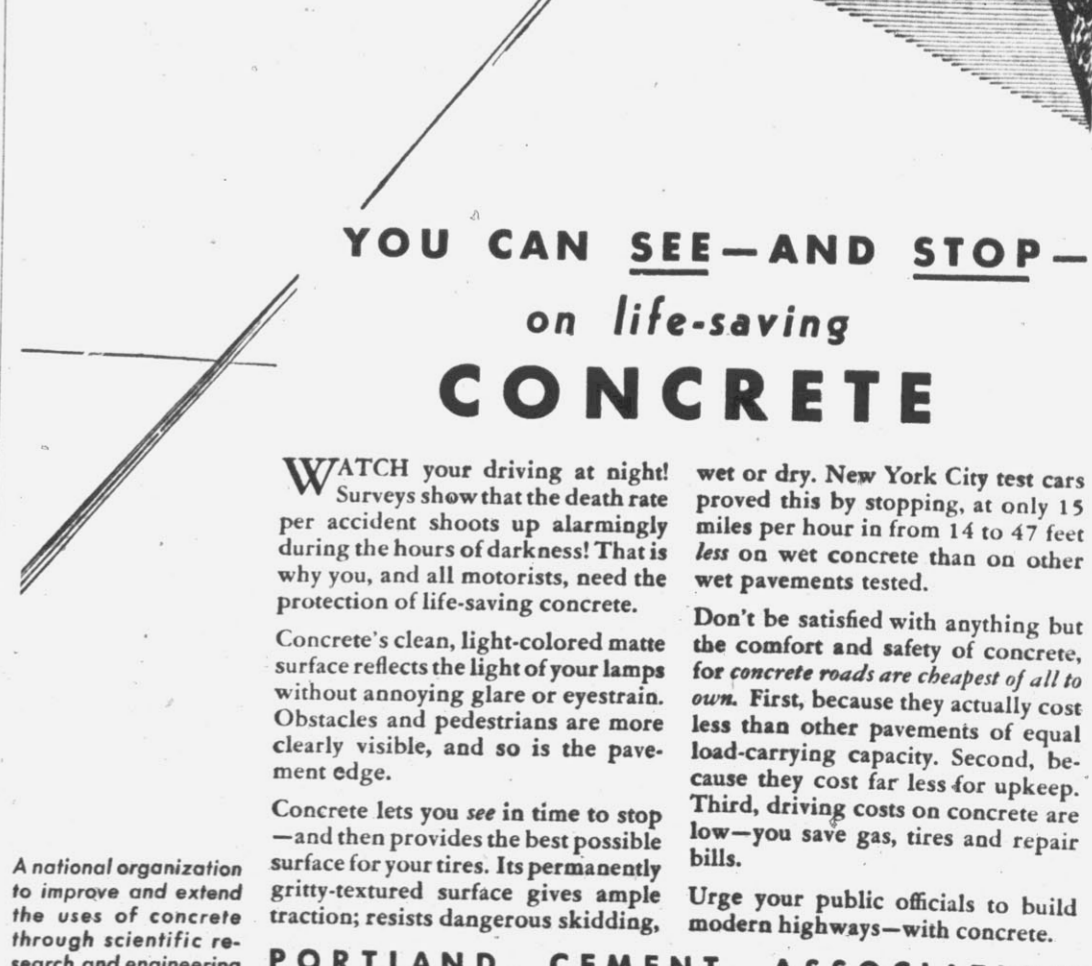 YOU CAN SEE—AND STOP—
on life-saving
CONCRETE
WATCH your driving at night!
Surveys show that the death rate
per accident shoots up alarmingly
during the hours of darkness! That is
why you, and all motorists, need the
protection of life-saving concrete.
Concrete's clean, light-colored matte
surface reflects the light of your lamps
without annoying glare or eyestrain.
Obstacles and pedestrians are more
clearly visible, and so is the pave-
ment edge.
Concrete lets you see in time to stop
—and then provides the best possible
surface for your tires. Its permanently
gritty-textured surface gives ample
traction; resists dangerous skidding,
wet or dry. New York City test cars
proved this by stopping, at only 15
miles per hour in from 14 to 47 feet
less on wet concrete than on other
wet pavements tested.
Don't be satisfied with anything but
the comfort and safety of concrete,
for concrete roads are cheapest of all to
own. First, because they actually cost
less than other pavements of equal
load-carrying capacity. Second, be-
cause they cost far less for upkeep.
Third, driving costs on concrete are
low—you save gas, tires and repair
bills.
Urge your public officials to build
modern highways—with concrete.
A national organization
to improve and extend
the uses of concrete
through scientific re-
search and engineering
PORTLAND CEMENT